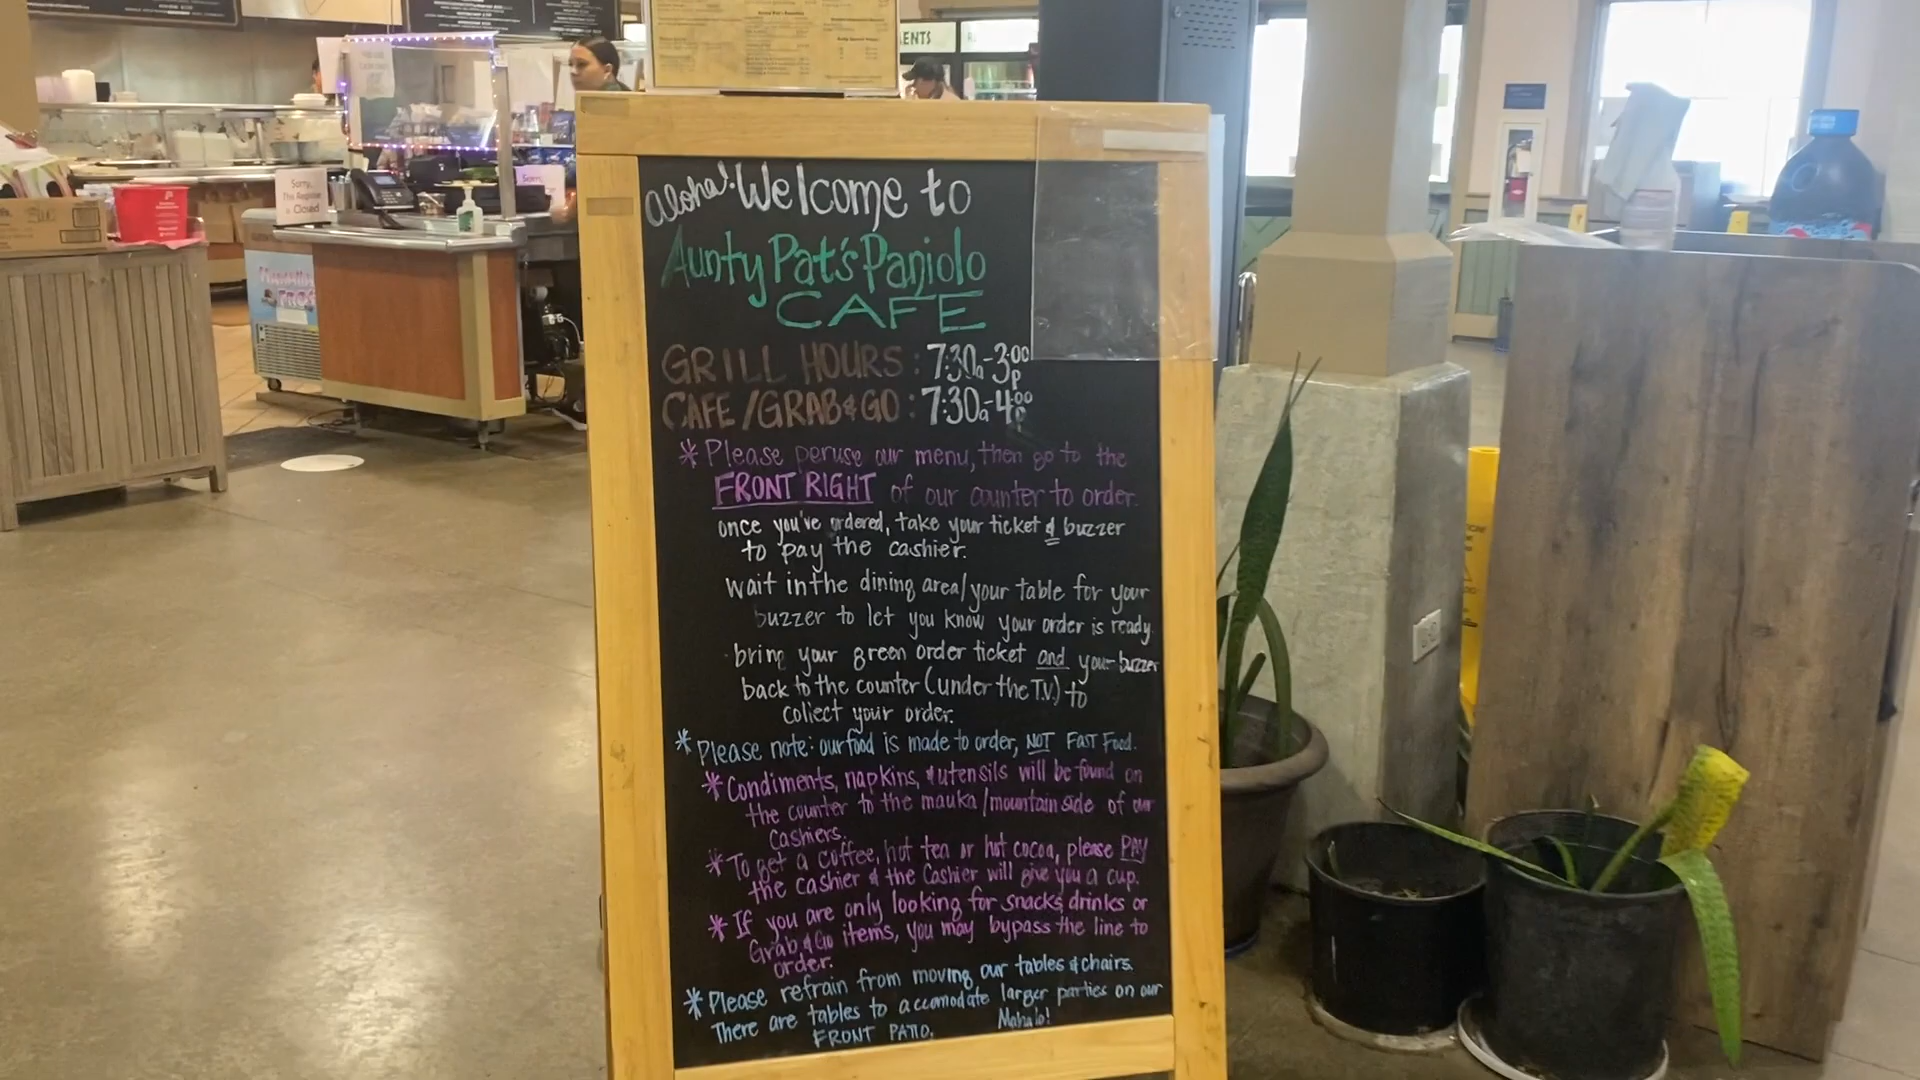 Sorry,
The Register
is Closed
Sorry,
Aloha! Welcome to
Aunty Pat's Paniolo
CAFE
GRILL HOURS: 7:30a-3:00p
CAFE/GRAB&GO: 7:30a-4:00p
* Please peruse our menu, then go to the
FRONT RIGHT of our counter to order.
once you've ordered, take your ticket & buzzer
to pay the cashier.
wait in the dining area/your table for your
buzzer to let you know your order is ready.
bring your green order ticket and your buzzer
back to the counter (under the T.V.) to
collect your order.
* Please note: our food is made to order, NOT FAST FOOD.
* Condiments, napkins, & utensils will be found on
the counter to the mauka/mountain side of our
cashiers.
* To get a coffee, hot tea or hot cocoa, please PAY
the cashier & the Cashier will give you a cup.
* If you are only looking for snacks, drinks or
Grab & Go items, you may bypass the line to
order.
* Please refrain from moving our tables & chairs.
There are tables to accomodate larger parties on our
FRONT PATIO. Mahalo!